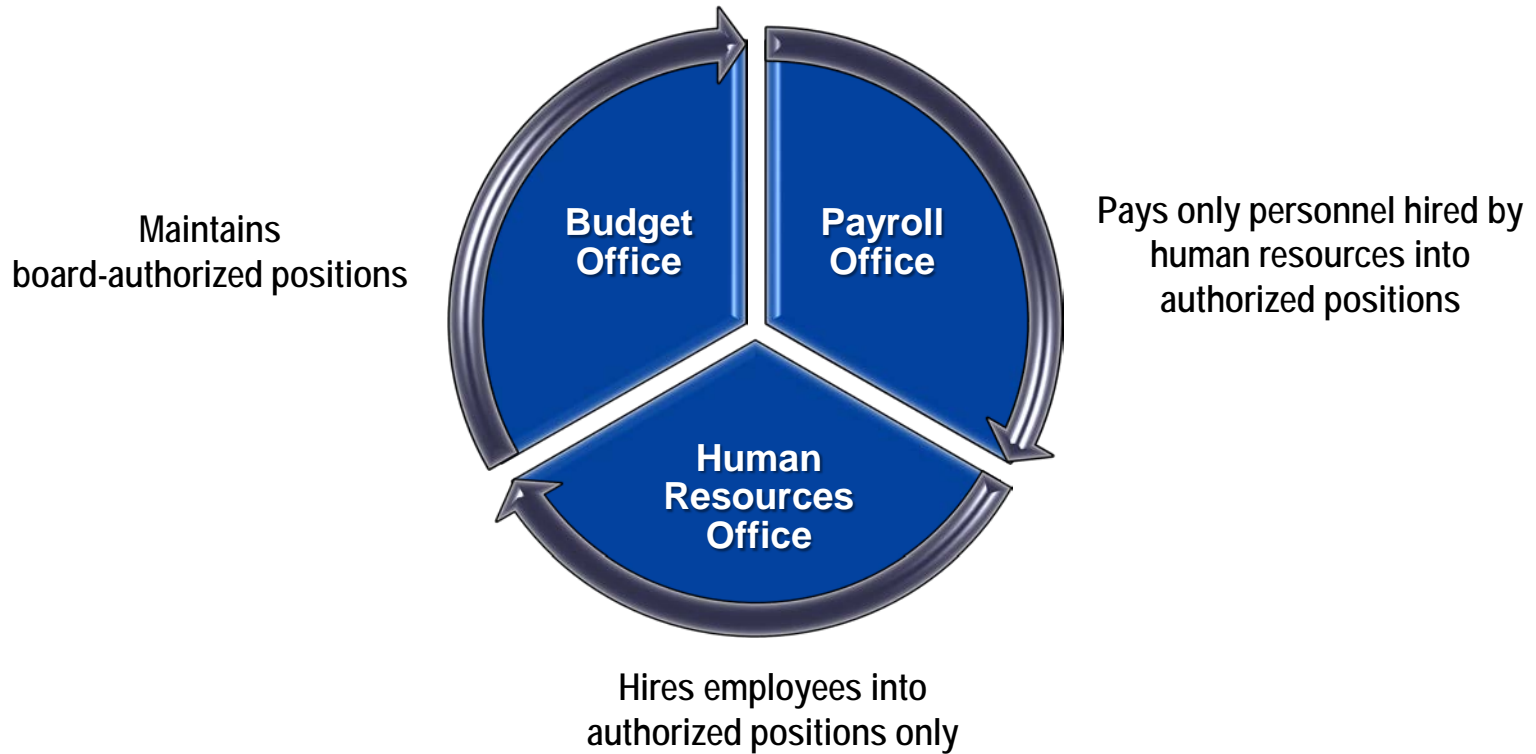 Maintains
board-authorized positions
Budget
Office
Payroll
Office
Pays only personnel hired by
human resources into
authorized positions
Human
Resources
Office
Hires employees into
authorized positions only